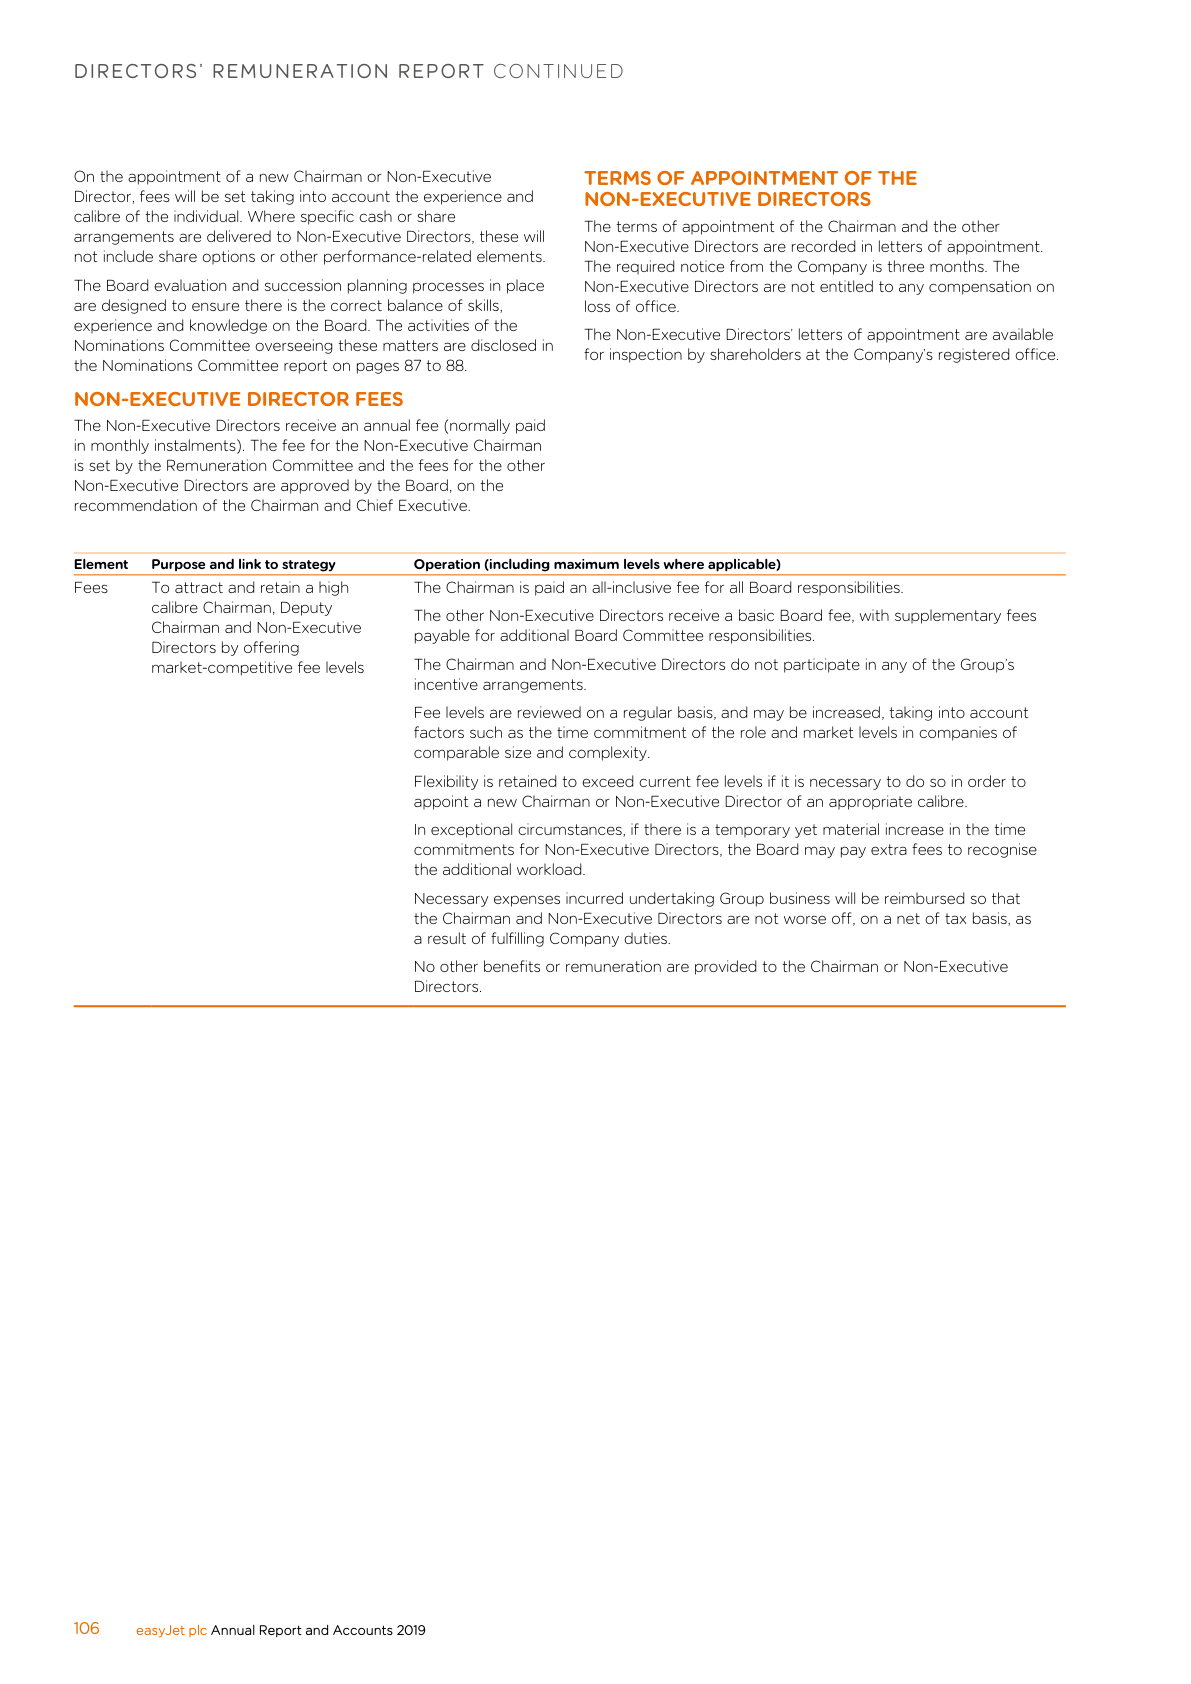 DIRECTORS' REMUNERATION REPORT CONTINUED
On the appointment of a new Chairman or Non-Executive
Director, fees will be set taking into account the experience and
calibre of the individual. Where specific cash or share
arrangements are delivered to Non-Executive Directors, these will
not include share options or other performance-related elements.
The Board evaluation and succession planning processes in place
are designed to ensure there is the correct balance of skills,
experience and knowledge on the Board. The activities of the
Nominations Committee overseeing these matters are disclosed in
the Nominations Committee report on pages 87 to 88.
NON-EXECUTIVE DIRECTOR FEES
The Non-Executive Directors receive an annual fee (normally paid
in monthly instalments). The fee for the Non-Executive Chairman
is set by the Remuneration Committee and the fees for the other
Non-Executive Directors are approved by the Board, on the
recommendation of the Chairman and Chief Executive.
TERMS OF APPOINTMENT OF THE
NON-EXECUTIVE DIRECTORS
The terms of appointment of the Chairman and the other
Non-Executive Directors are recorded in letters of appointment.
The required notice from the Company is three months. The
Non-Executive Directors are not entitled to any compensation on
loss of office.
The Non-Executive Directors' letters of appointment are available
for inspection by shareholders at the Company's registered office.
Element Purpose and link to strategy Operation (including maximum levels where applicable)
Fees
To attract and retain a high
calibre Chairman, Deputy
Chairman and Non-Executive
Directors by offering
market-competitive fee levels
The Chairman is paid an all-inclusive fee for all Board responsibilities.
The other Non-Executive Directors receive a basic Board fee, with supplementary fees
payable for additional Board Committee responsibilities.
The Chairman and Non-Executive Directors do not participate in any of the Group's
incentive arrangements.
Fee levels are reviewed on a regular basis, and may be increased, taking into account
factors such as the time commitment of the role and market levels in companies of
comparable size and complexity.
Flexibility is retained to exceed current fee levels if it is necessary to do so in order to
appoint a new Chairman or Non-Executive Director of an appropriate calibre.
In exceptional circumstances, if there is a temporary yet material increase in the time
commitments for Non-Executive Directors, the Board may pay extra fees to recognise
the additional workload.
Necessary expenses incurred undertaking Group business will be reimbursed so that
the Chairman and Non-Executive Directors are not worse off, on a net of tax basis, as
a result of fulfilling Company duties.
No other benefits or remuneration are provided to the Chairman or Non-Executive
Directors.
106 easyJet plc Annual Report and Accounts 2019